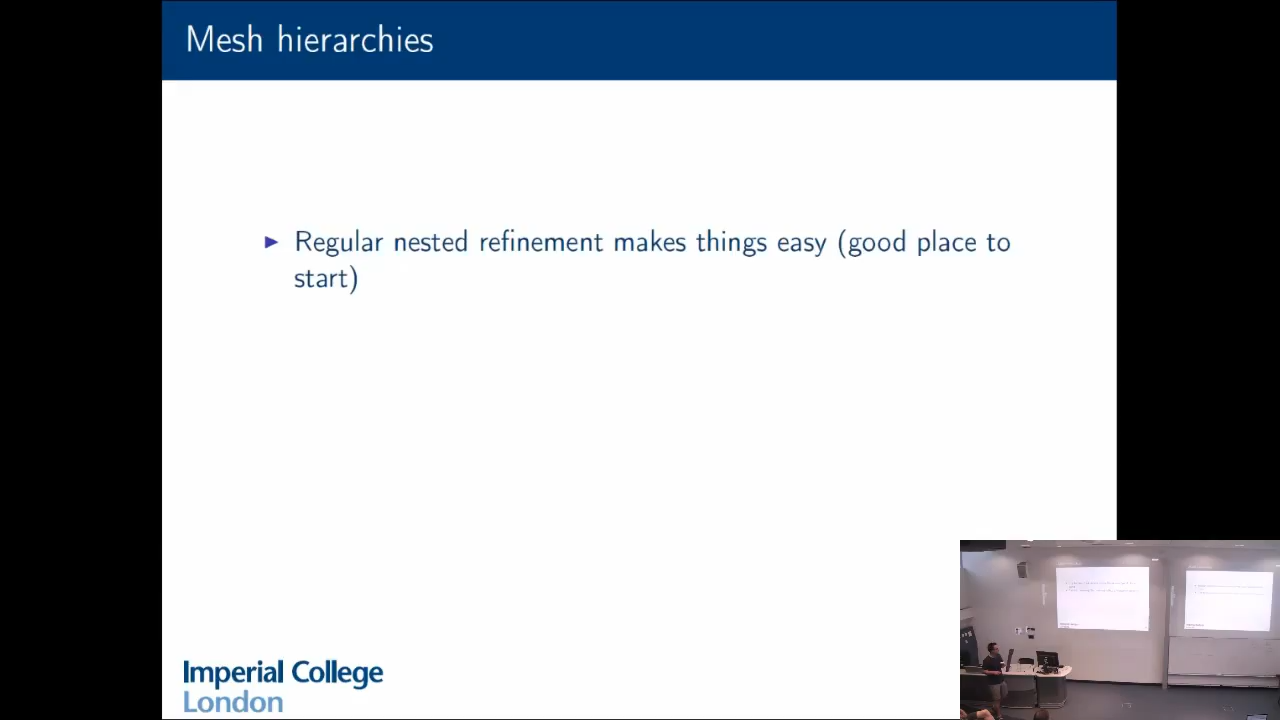 Mesh hierarchies
► Regular nested refinement makes things easy (good place to
start)
Imperial College
London